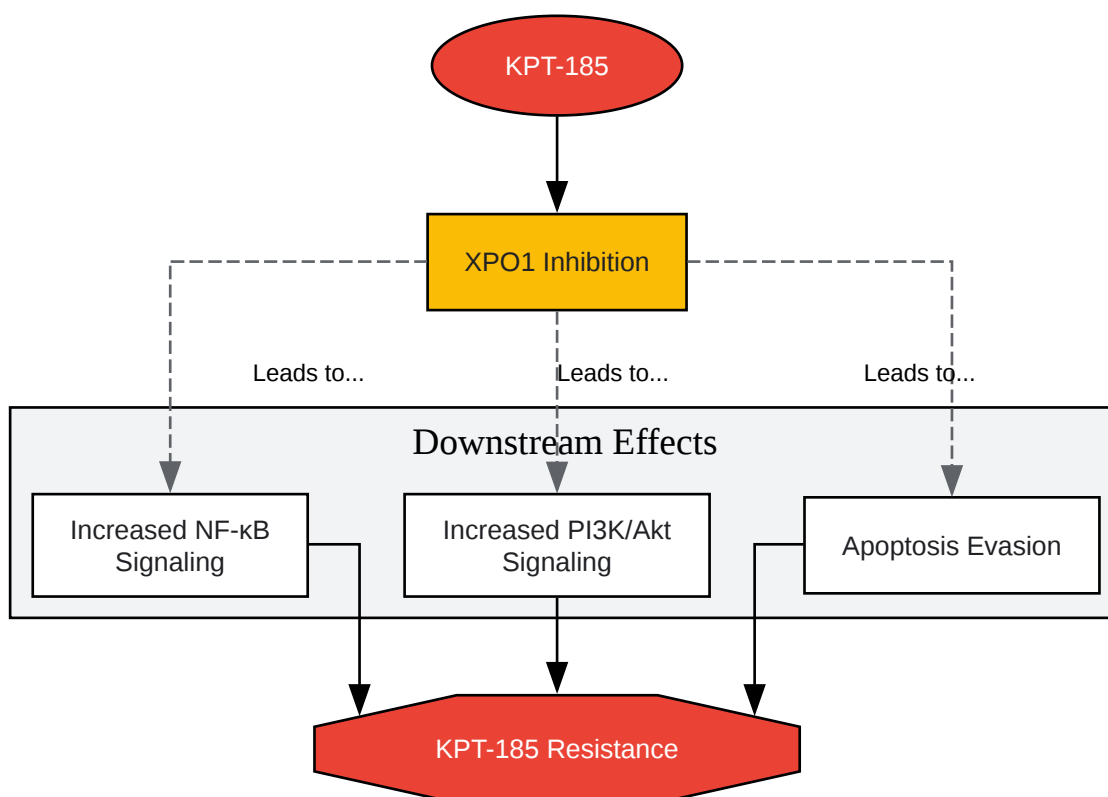 KPT-185
XPO1 Inhibition
Leads to...
Leads to...
Leads to...
Downstream Effects
Increased NF-κB
Signaling
Increased PI3K/Akt
Signaling
Apoptosis Evasion
KPT-185 Resistance